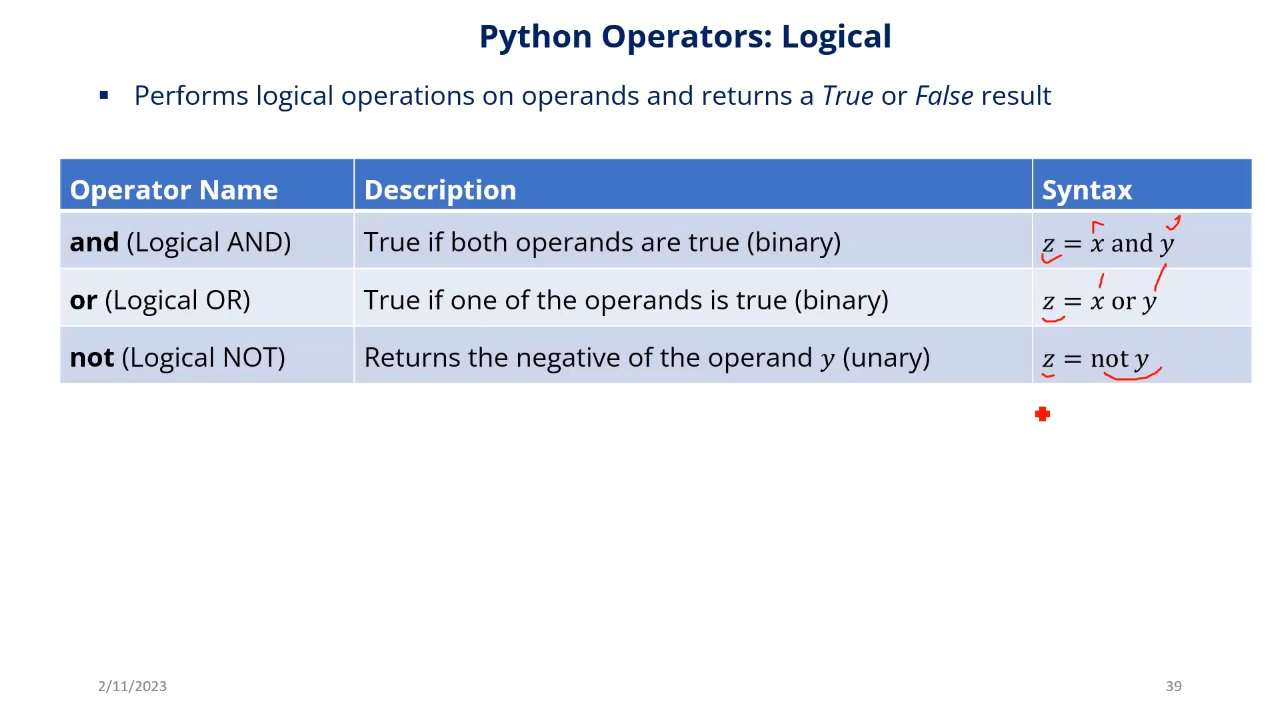 Python Operators: Logical
▪ Performs logical operations on operands and returns a True or False result
Operator Name Description Syntax
and (Logical AND) True if both operands are true (binary) z = x and y
or (Logical OR) True if one of the operands is true (binary) z = x or y
not (Logical NOT) Returns the negative of the operand y (unary) z = not y
2/11/2023 39